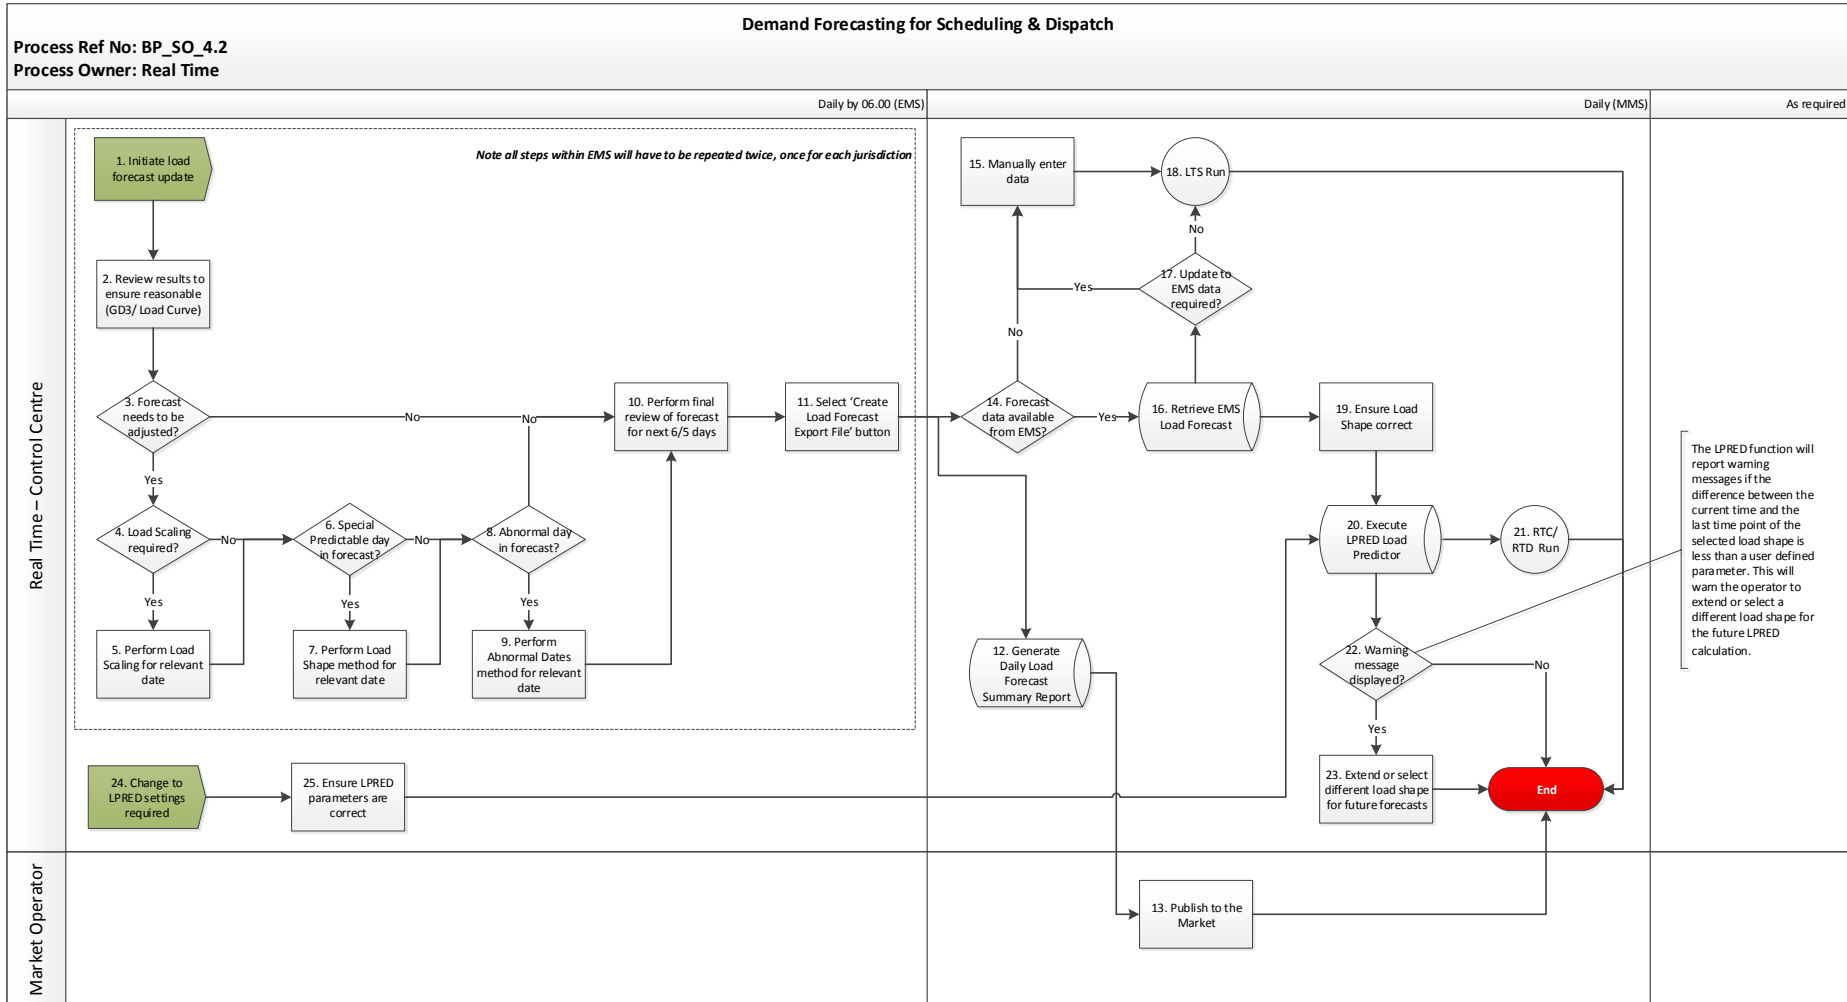 Demand Forecasting for Scheduling & Dispatch
Process Ref No: BP_SO_4.2
Process Owner: Real Time
Daily by 06.00 (EMS)
Daily (MMS)
As required
Real Time – Control Centre
Note all steps within EMS will have to be repeated twice, once for each jurisdiction
1. Initiate load
forecast update
2. Review results to
ensure reasonable
(GD3/ Load Curve)
3. Forecast
needs to be
adjusted?
No
Yes
4. Load Scaling
required?
No
Yes
5. Perform Load
Scaling for relevant
date
6. Special
Predictable day
in forecast?
No
Yes
7. Perform Load
Shape method for
relevant date
8. Abnormal day
in forecast?
No
Yes
9. Perform
Abnormal Dates
method for relevant
date
10. Perform final
review of forecast
for next 6/5 days
11. Select ‘Create
Load Forecast
Export File’ button
12. Generate
Daily Load
Forecast
Summary Report
14. Forecast
data available
from EMS?
No
Yes
15. Manually enter
data
16. Retrieve EMS
Load Forecast
17. Update to
EMS data
required?
Yes
No
18. LTS Run
19. Ensure Load
Shape correct
20. Execute
LPRED Load
Predictor
21. RTC/
RTD Run
22. Warning
message
displayed?
No
Yes
23. Extend or select
different load shape
for future forecasts
End
The LPRED function will
report warning
messages if the
difference between the
current time and the
last time point of the
selected load shape is
less than a user defined
parameter. This will
warn the operator to
extend or select a
different load shape for
the future LPRED
calculation.
24. Change to
LPRED settings
required
25. Ensure LPRED
parameters are
correct
Market Operator
13. Publish to the
Market